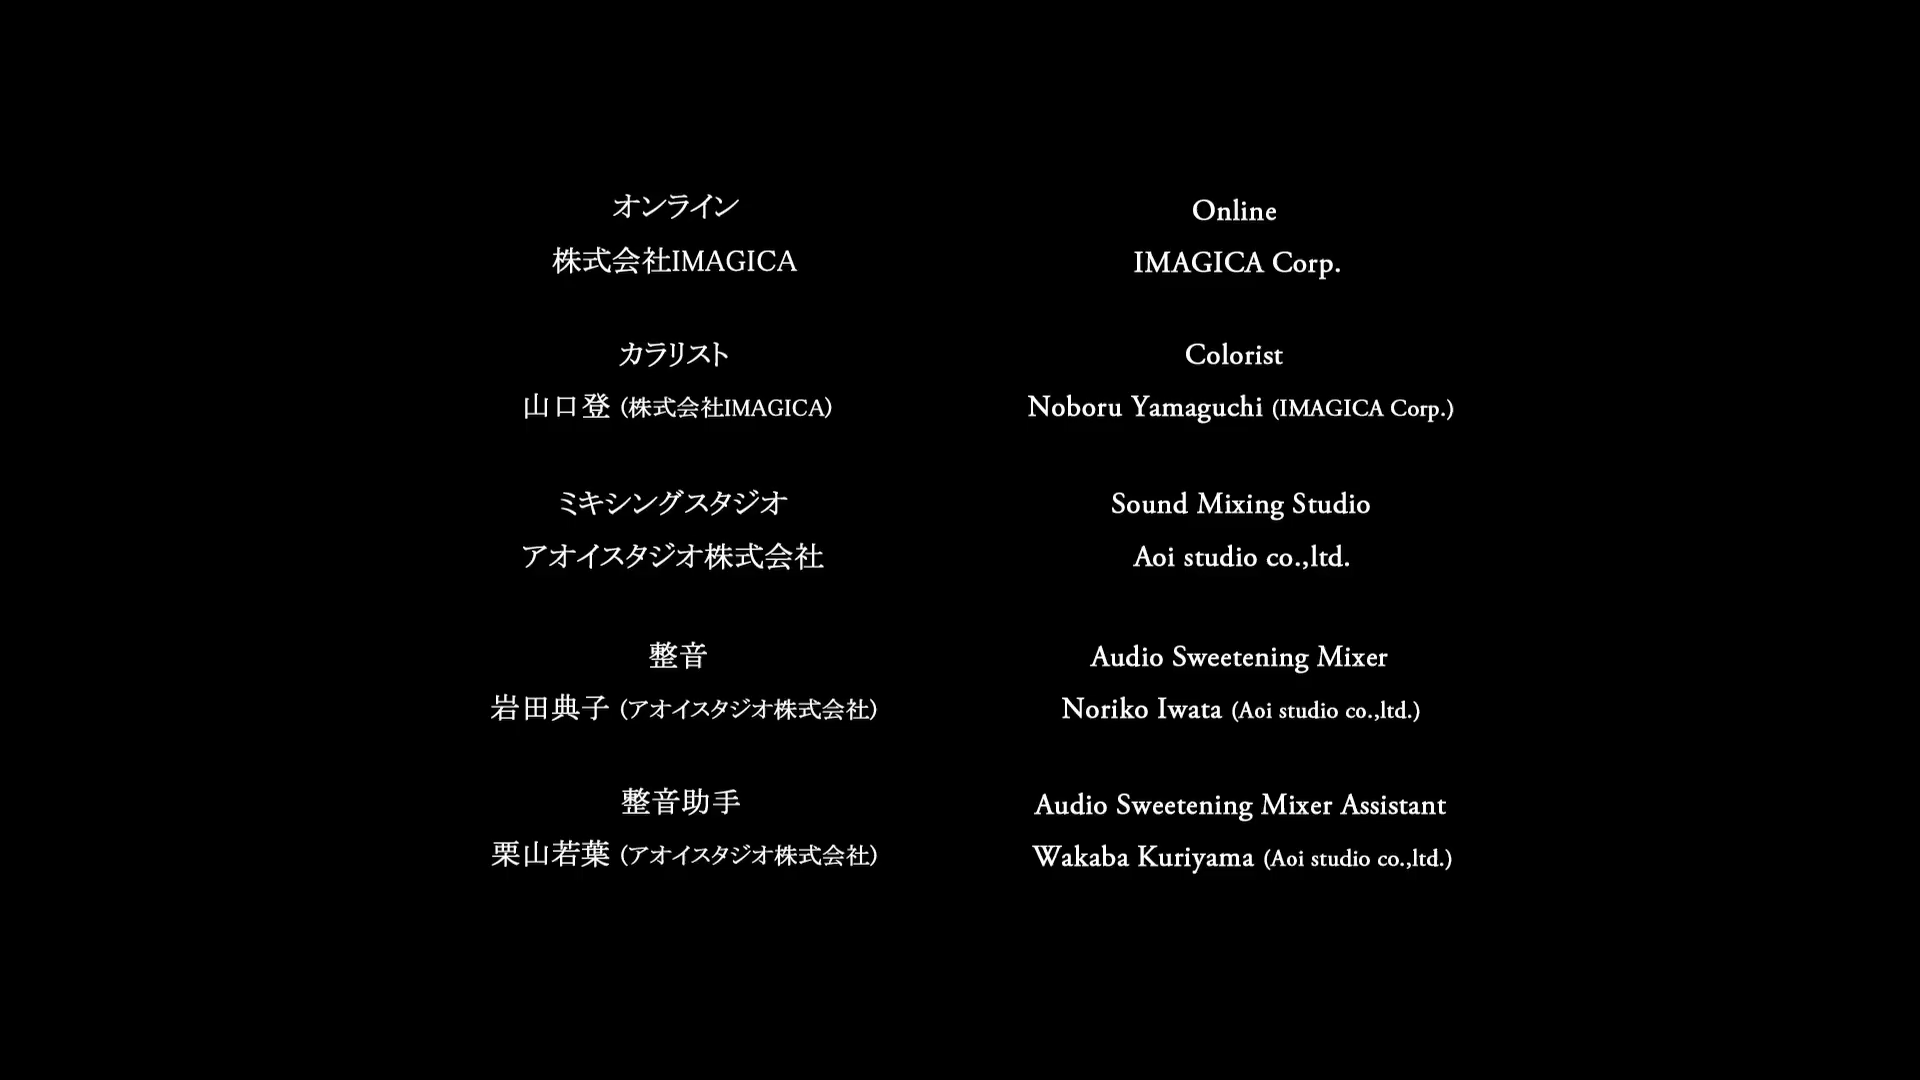 オンライン
株式会社IMAGICA
カラリスト
山口登 (株式会社IMAGICA)
ミキシングスタジオ
アオイスタジオ株式会社
整音
岩田典子 (アオイスタジオ株式会社)
整音助手
栗山若葉 (アオイスタジオ株式会社)
Online
IMAGICA Corp.
Colorist
Noboru Yamaguchi (IMAGICA Corp.)
Sound Mixing Studio
Aoi studio co.,ltd.
Audio Sweetening Mixer
Noriko Iwata (Aoi studio co.,ltd.)
Audio Sweetening Mixer Assistant
Wakaba Kuriyama (Aoi studio co.,ltd.)